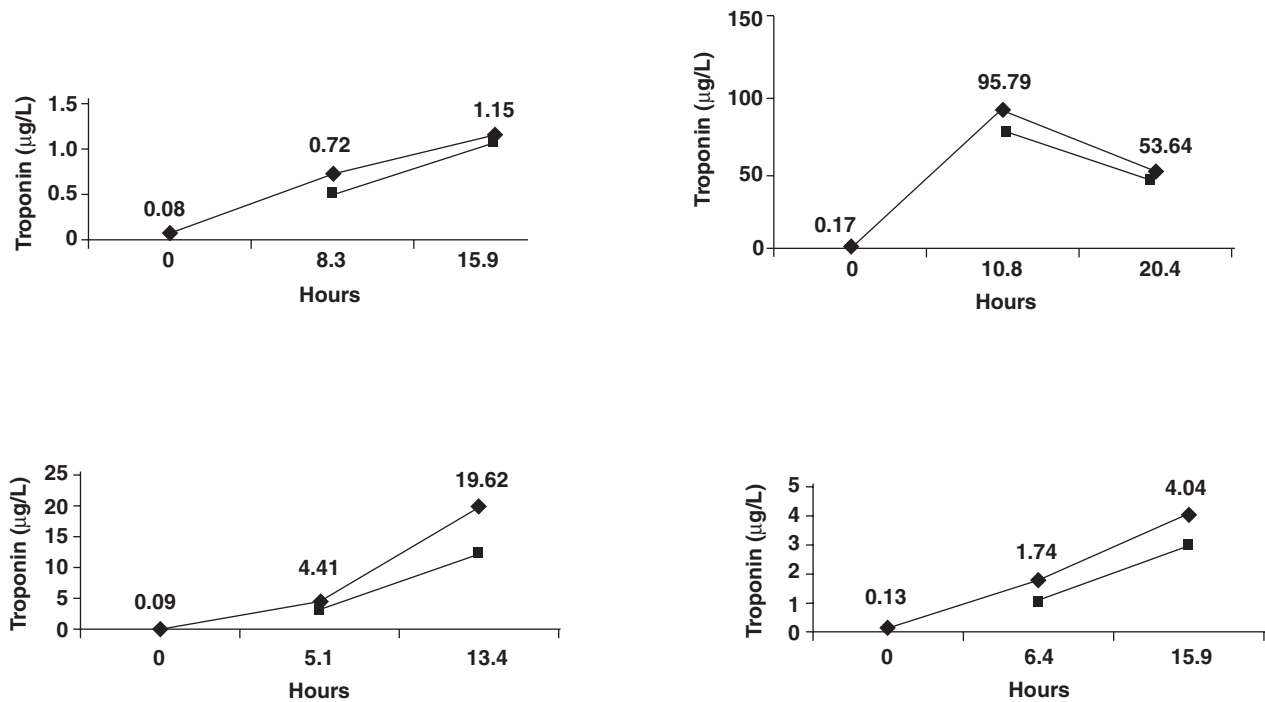 Troponin (μg/L)
1.5
1.0
0.5
0
0.08
0.72
1.15
0 8.3 15.9
Hours
Troponin (μg/L)
150
100
50
0
0.17
95.79
53.64
0 10.8 20.4
Hours
Troponin (μg/L)
25
20
15
10
5
0
0.09
4.41
19.62
0 5.1 13.4
Hours
Troponin (μg/L)
5
4
3
2
1
0
0.13
1.74
4.04
0 6.4 15.9
Hours